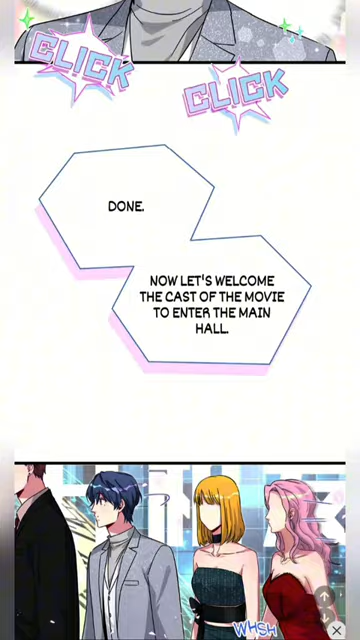 CLICK
CLICK
DONE.
NOW LET'S WELCOME
THE CAST OF THE MOVIE
TO ENTER THE MAIN
HALL.
WHSH